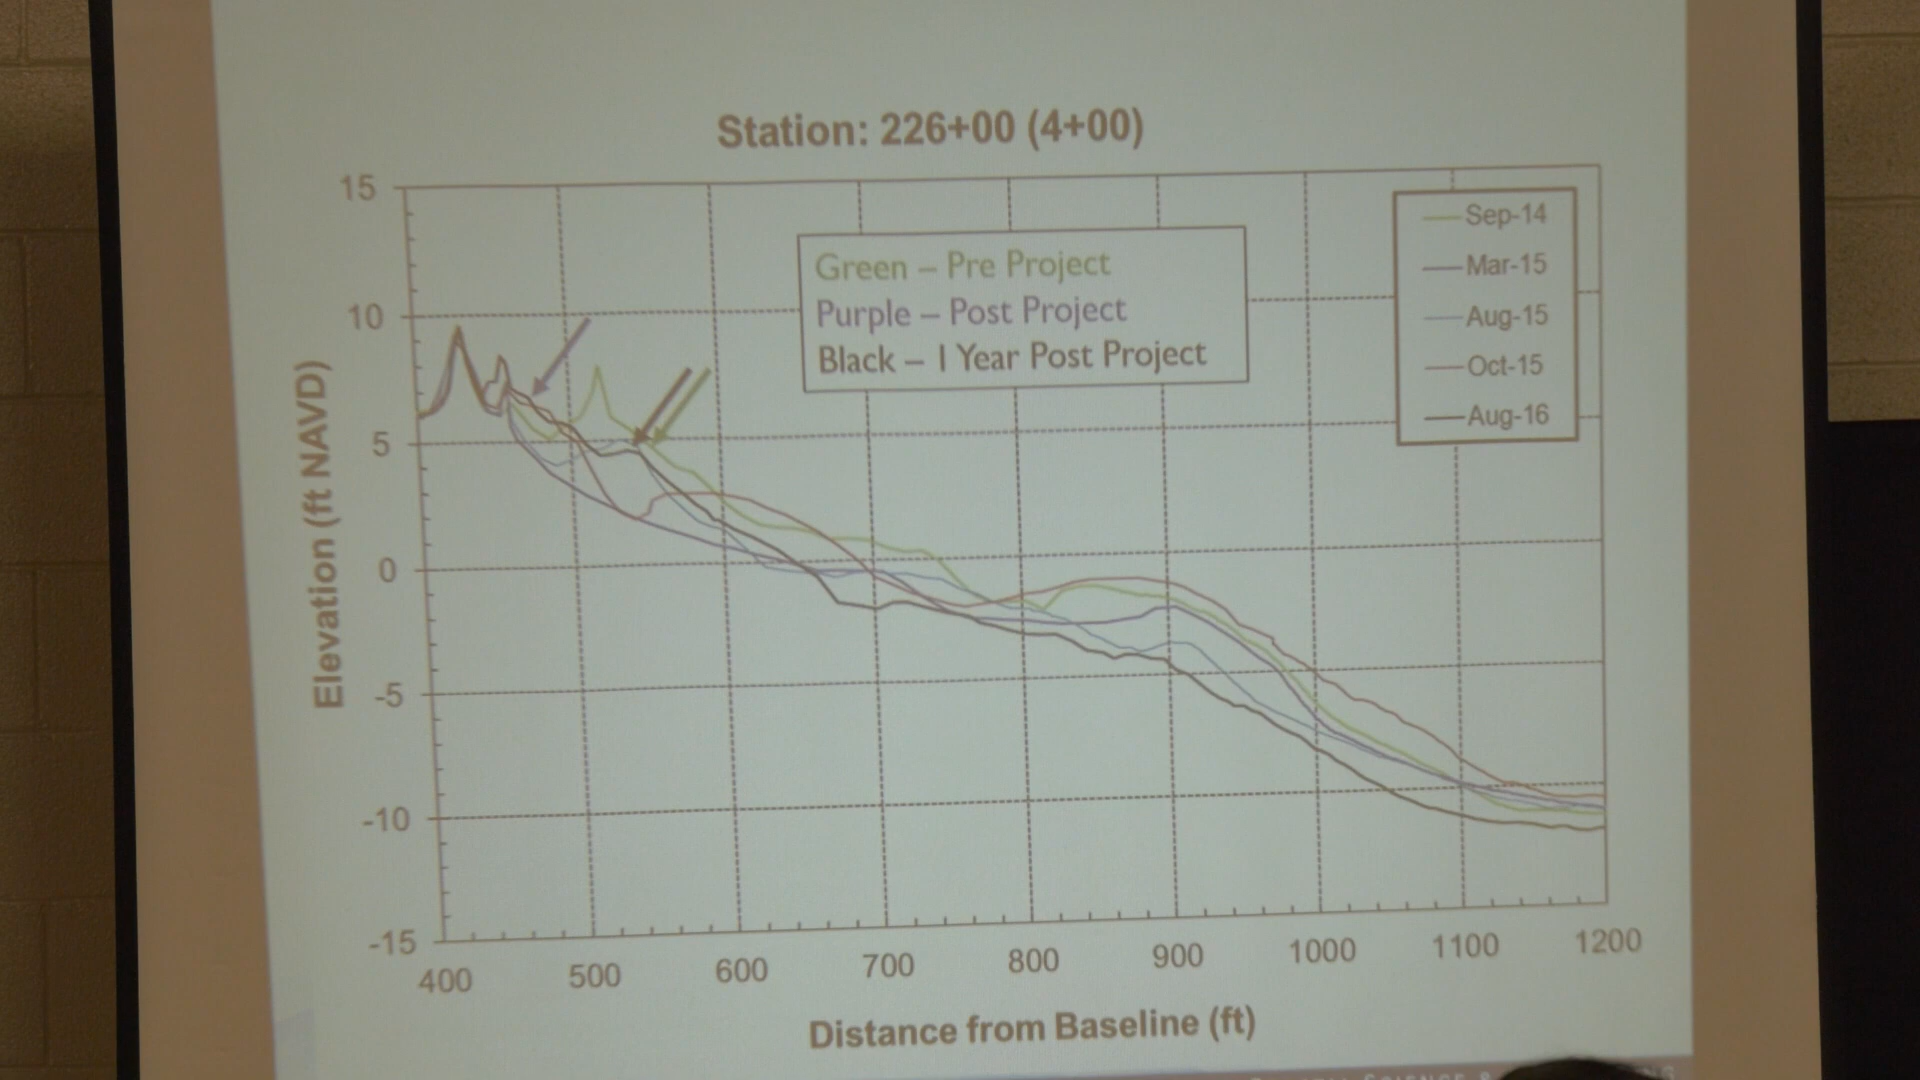 Station: 226+00 (4+00)
15
10
5
0
-5
-10
-15
Elevation (ft NAVD)
Green – Pre Project
Purple – Post Project
Black – 1 Year Post Project
Sep-14
Mar-15
Aug-15
Oct-15
Aug-16
400 500 600 700 800 900 1000 1100 1200
Distance from Baseline (ft)
SCIENCE &